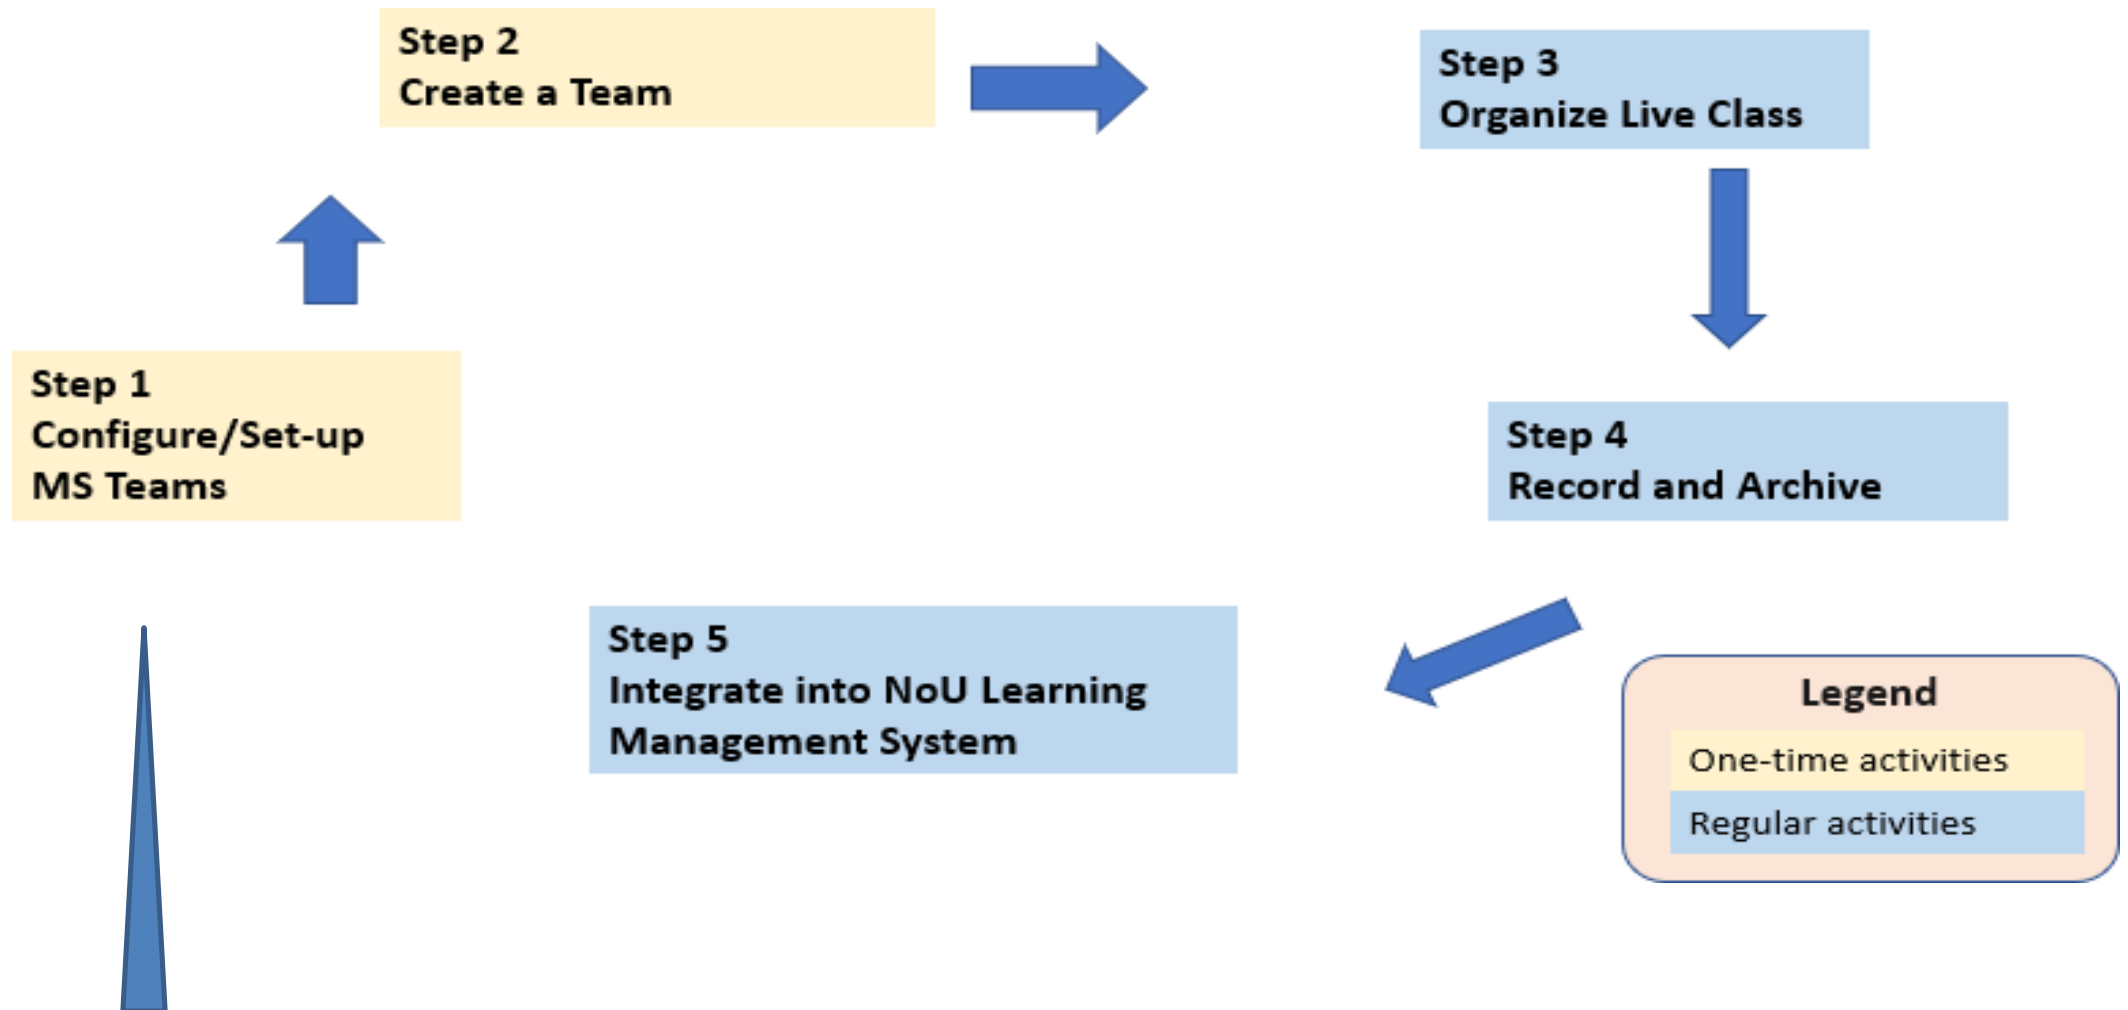 Step 1
Configure/Set-up
MS Teams
Step 2
Create a Team
Step 3
Organize Live Class
Step 4
Record and Archive
Step 5
Integrate into NoU Learning
Management System
Legend
One-time activities
Regular activities